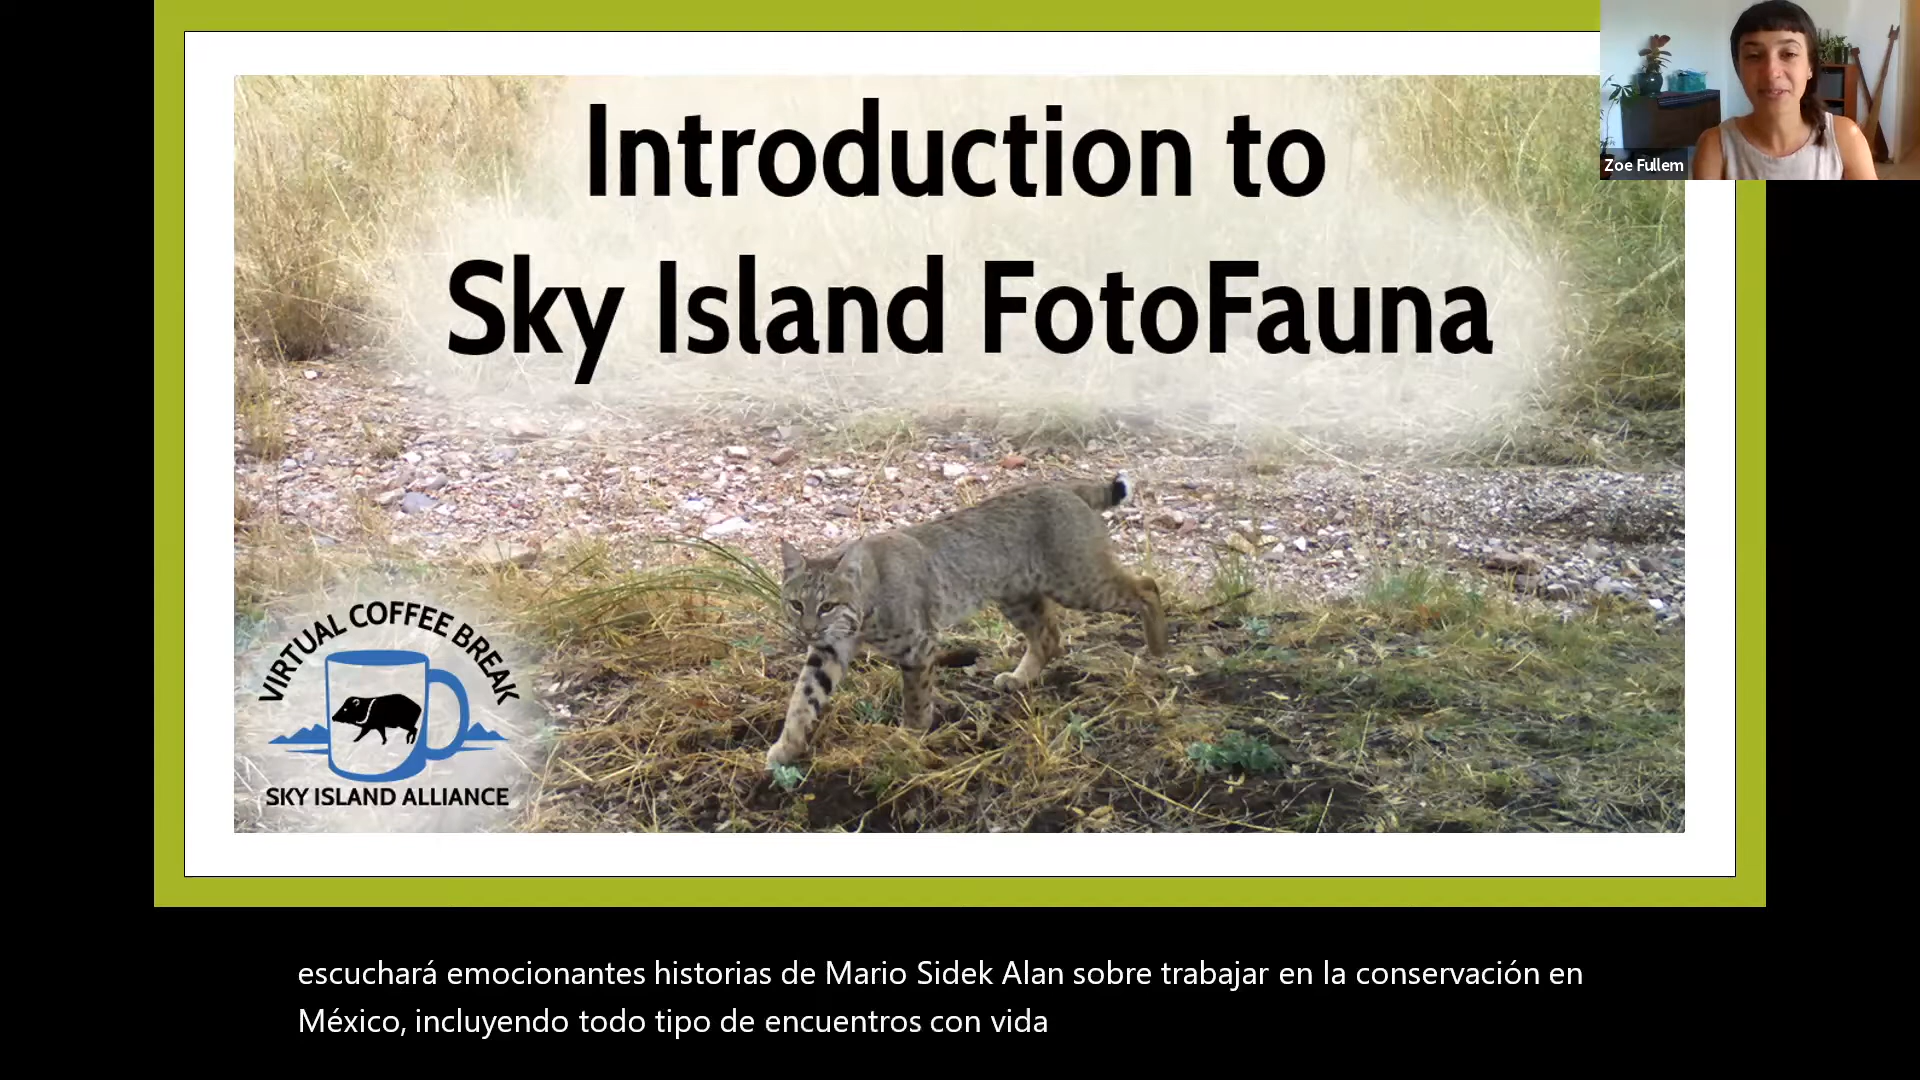 Introduction to
Sky Island FotoFauna
Zoe Fullem
VIRTUAL COFFEE BREAK
SKY ISLAND ALLIANCE
escuchará emocionantes historias de Mario Sidek Alan sobre trabajar en la conservación en
México, incluyendo todo tipo de encuentros con vida